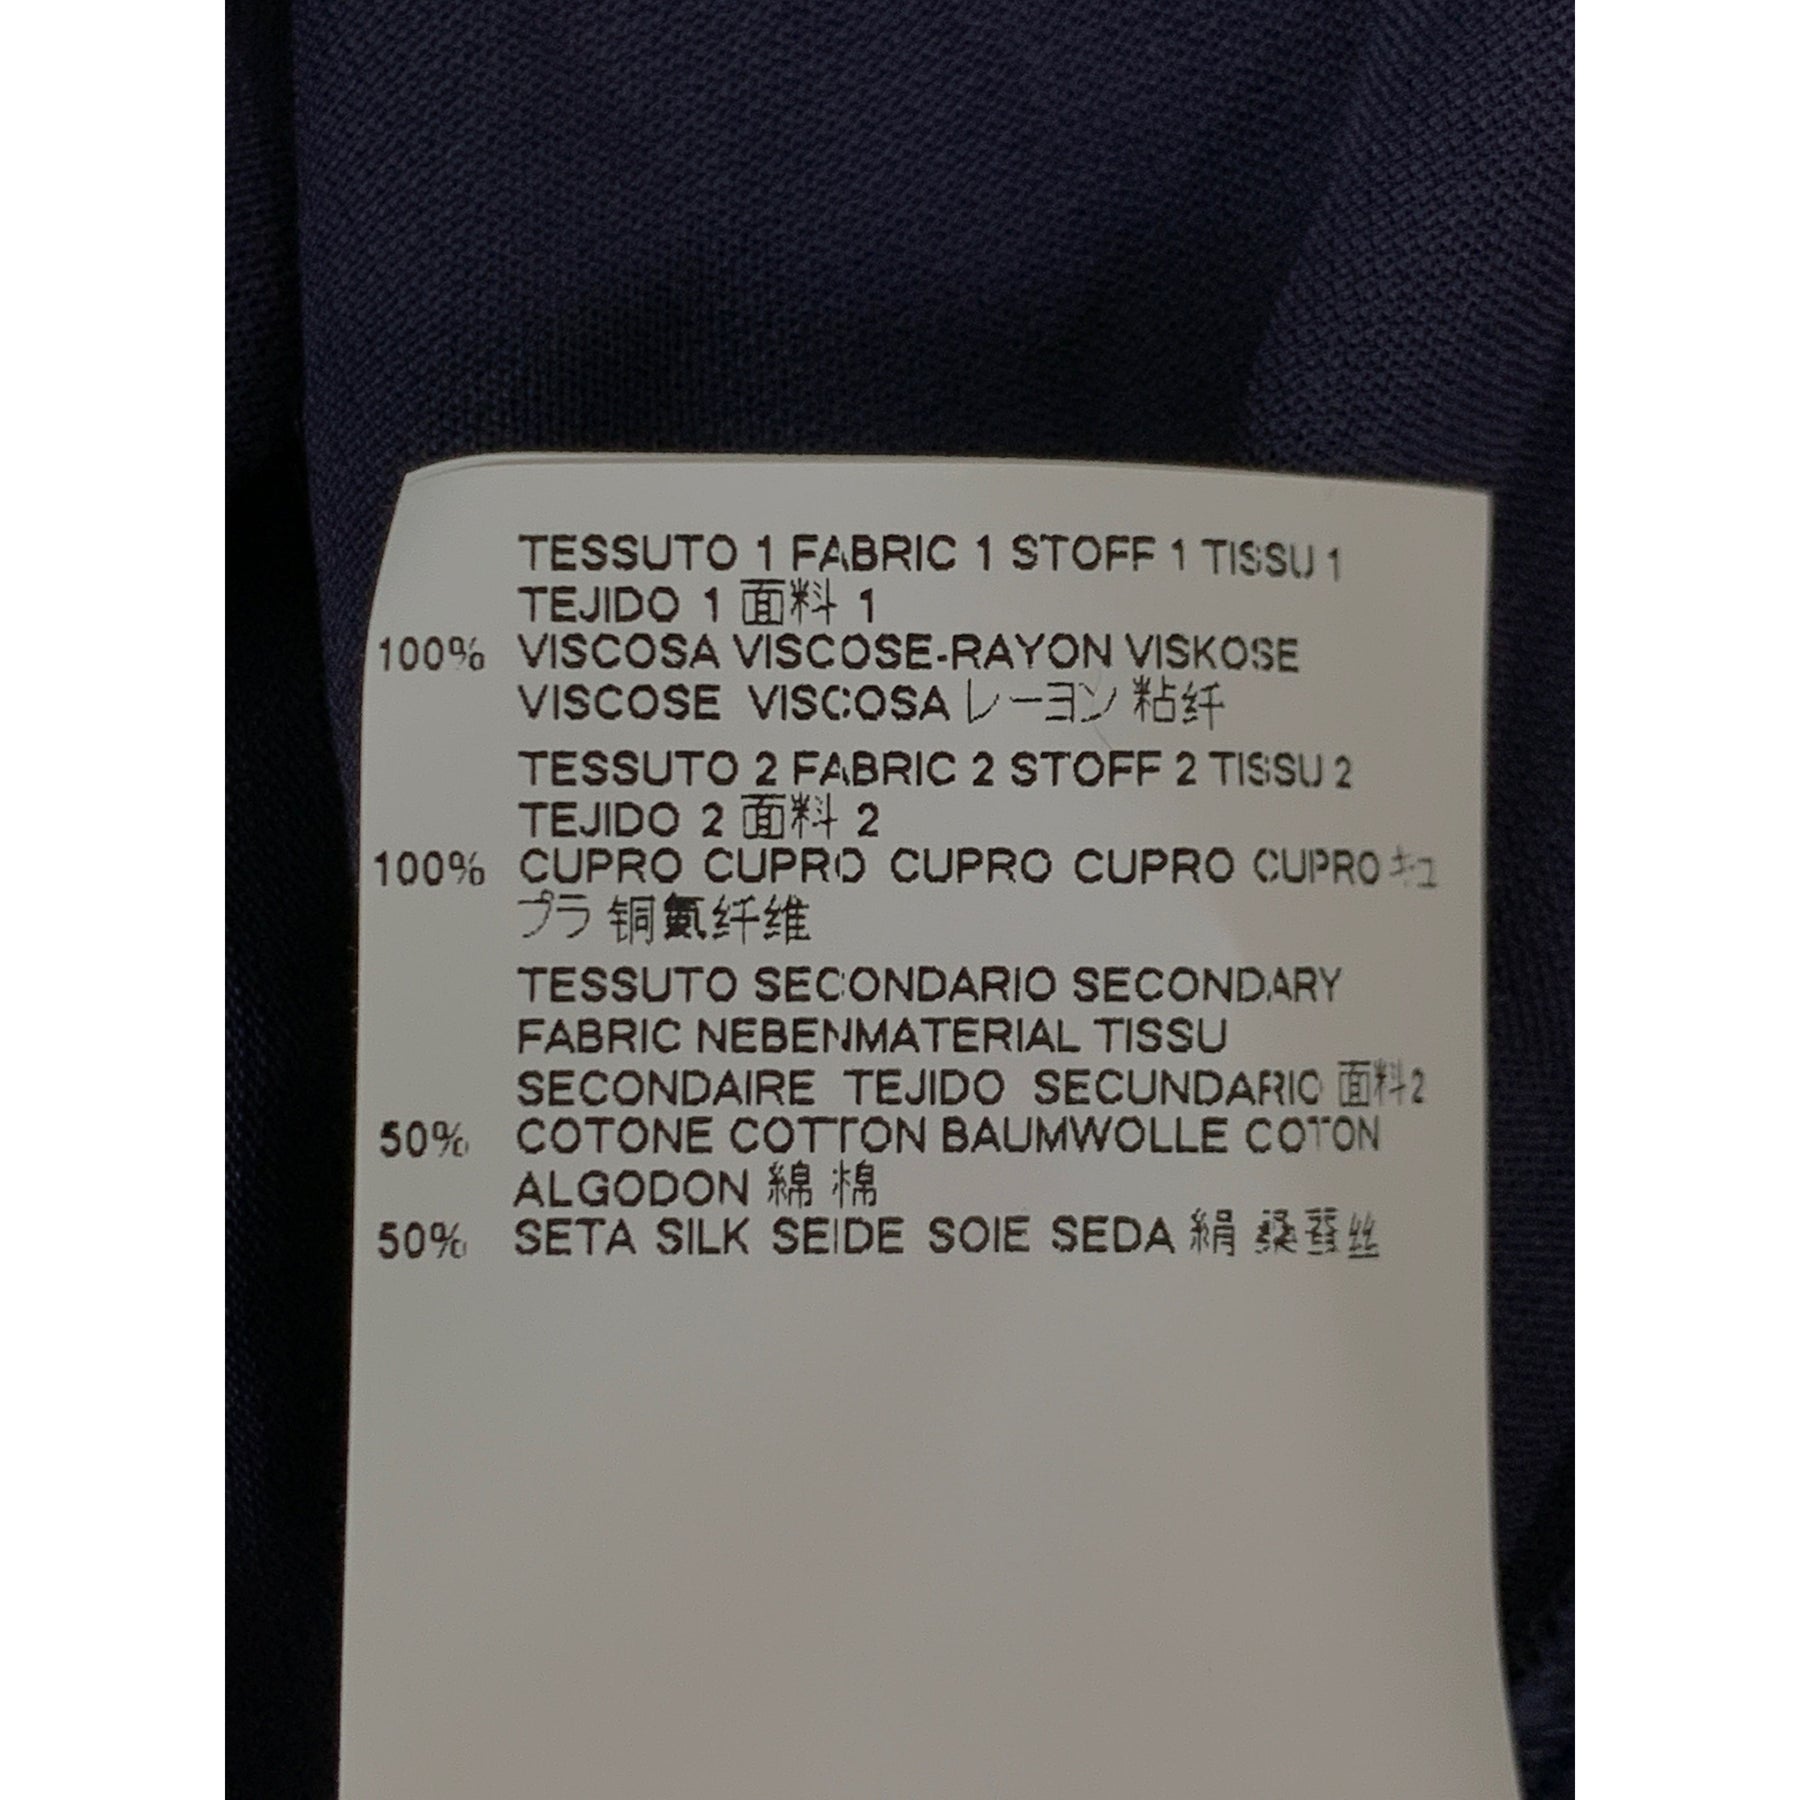 TESSUTO 1 FABRIC 1 STOFF 1 TISSU 1
TEJIDO 1 面料 1
100% VISCOSA VISCOSE-RAYON VISKOSE
VISCOSE VISCOSA レーヨン 粘纤
TESSUTO 2 FABRIC 2 STOFF 2 TISSU 2
TEJIDO 2 面料 2
100% CUPRO CUPRO CUPRO CUPRO CUPRO キュ
プラ 铜氨纤维
TESSUTO SECONDARIO SECONDARY
FABRIC NEBENMATERIAL TISSU
SECONDAIRE TEJIDO SECUNDARIO 面料2
50% COTONE COTTON BAUMWOLLE COTON
ALGODON 綿 棉
50% SETA SILK SEIDE SOIE SEDA 絹 桑蚕丝